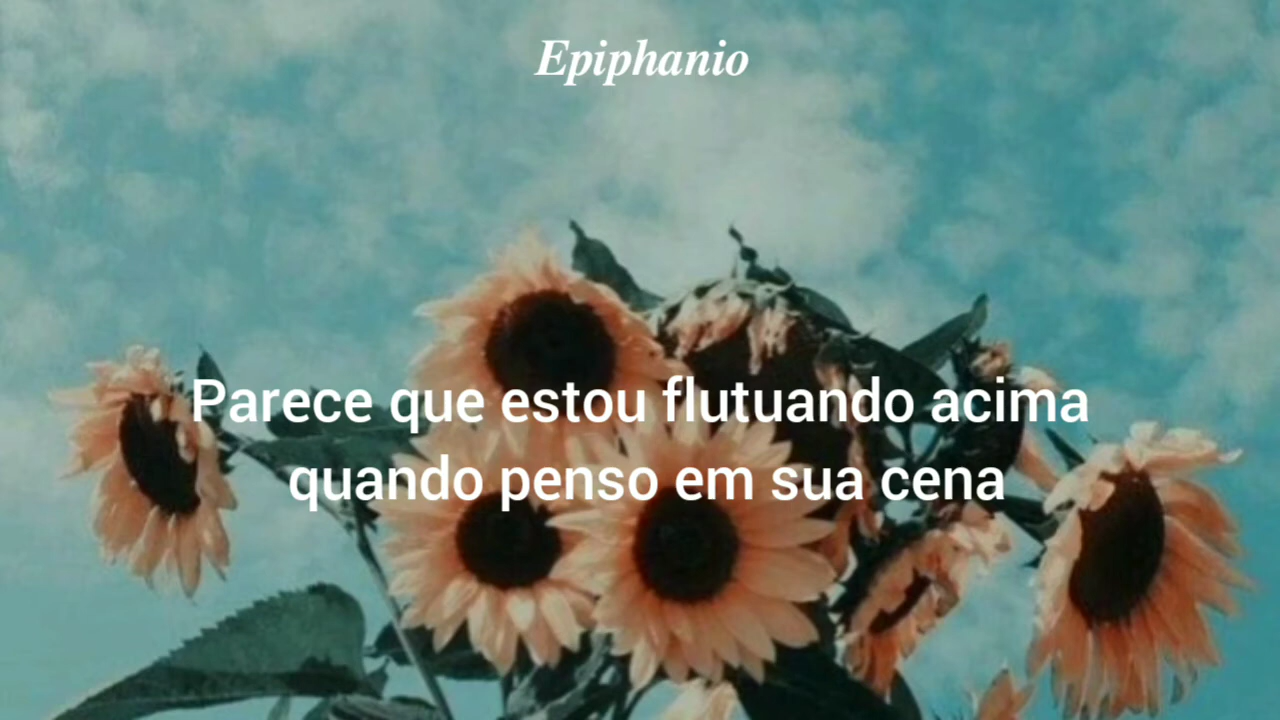 Epiphanio
Parece que estou flutuando acima
quando penso em sua cena